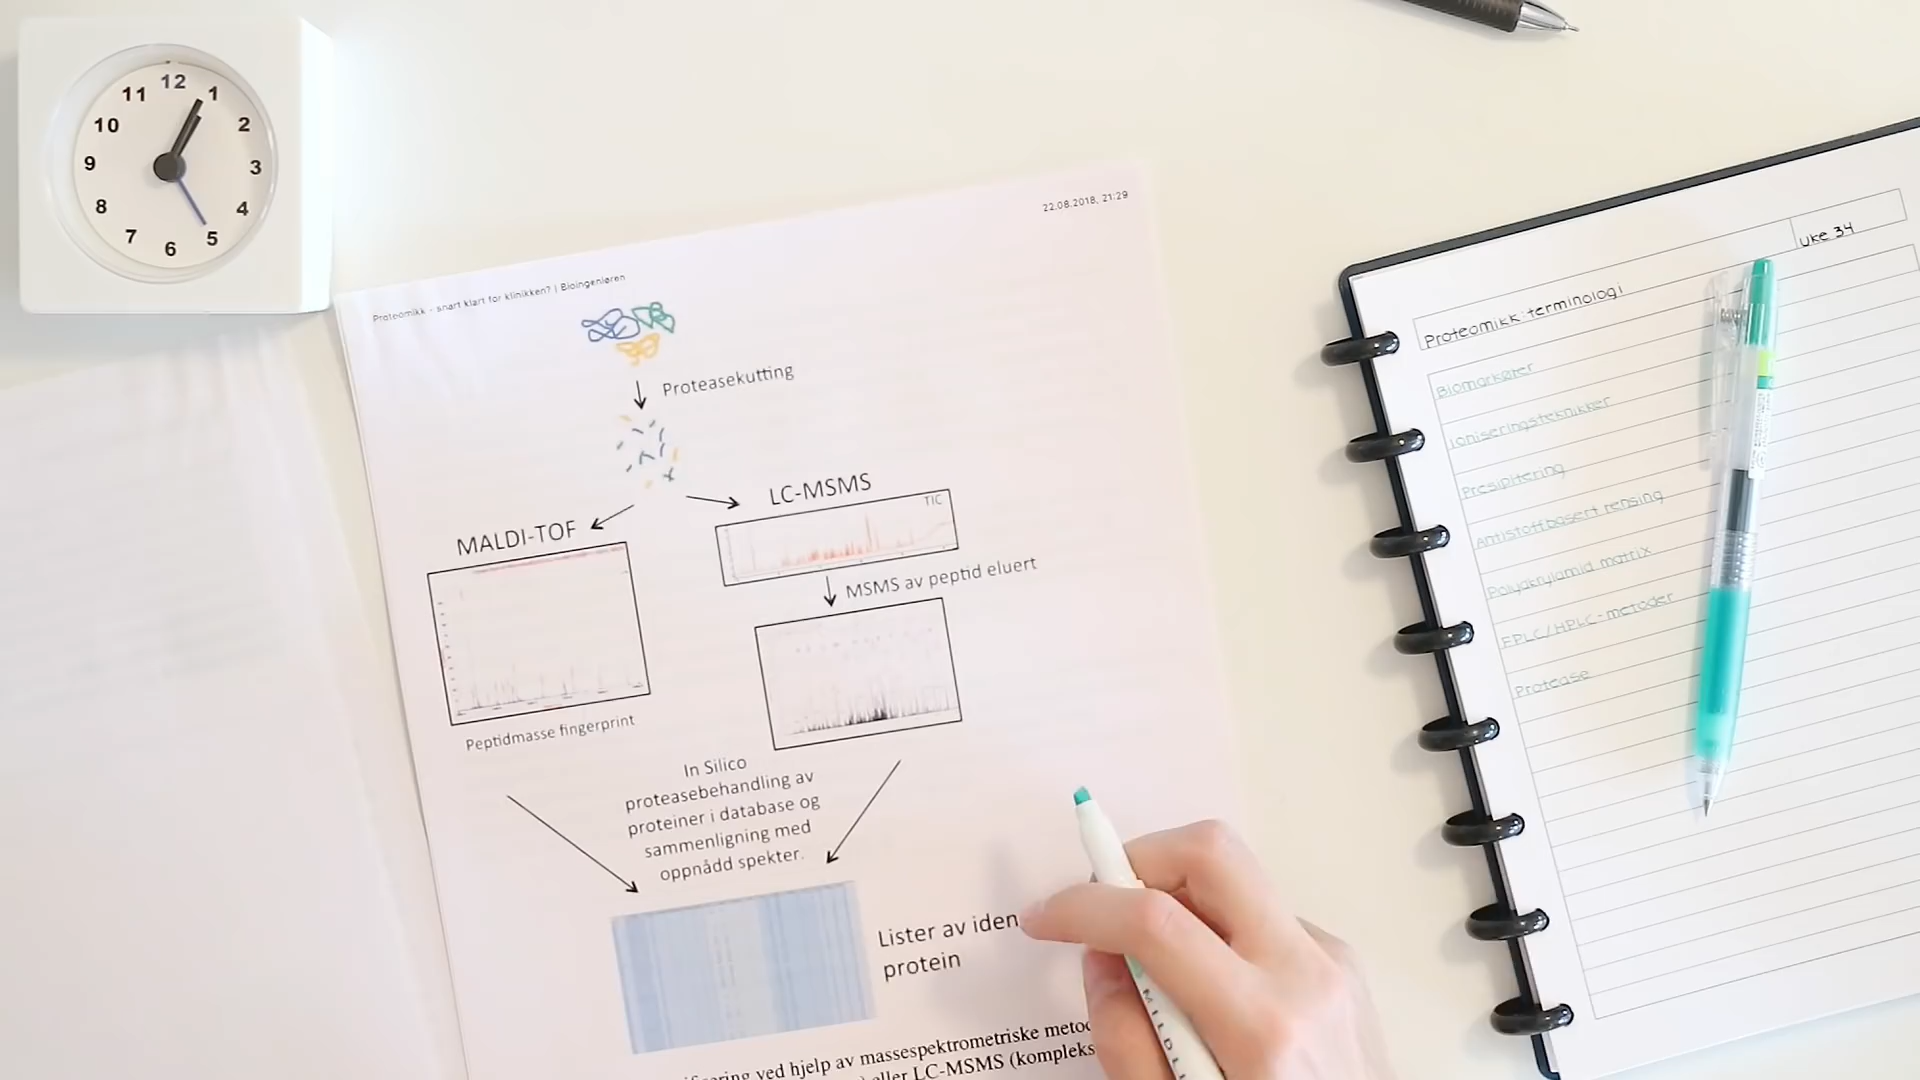 12
11
1
10
2
9
3
8
4
7
5
6
22.08.2018, 21:29
Proteomikk - snart klart for klinikken? | Bioingeniøren
Proteasekutting
LC-MSMS
TIC
MALDI-TOF
MSMS av peptid eluert
Peptidmasse fingerprint
In Silico
proteasebehandling av
proteiner i database og
sammenligning med
oppnådd spekter.
Lister av iden
protein
ved hjelp av massespektrometriske metod
eller LC-MSMS (kompleks
uke 34
Proteomikk: terminologi
Biomarkører
Ioniseringsteknikker
Presipitering
Antistoffbasert rensing
Polyakrylamid matrix
FPLC/HPLC-metoder
Protease
MILDLI